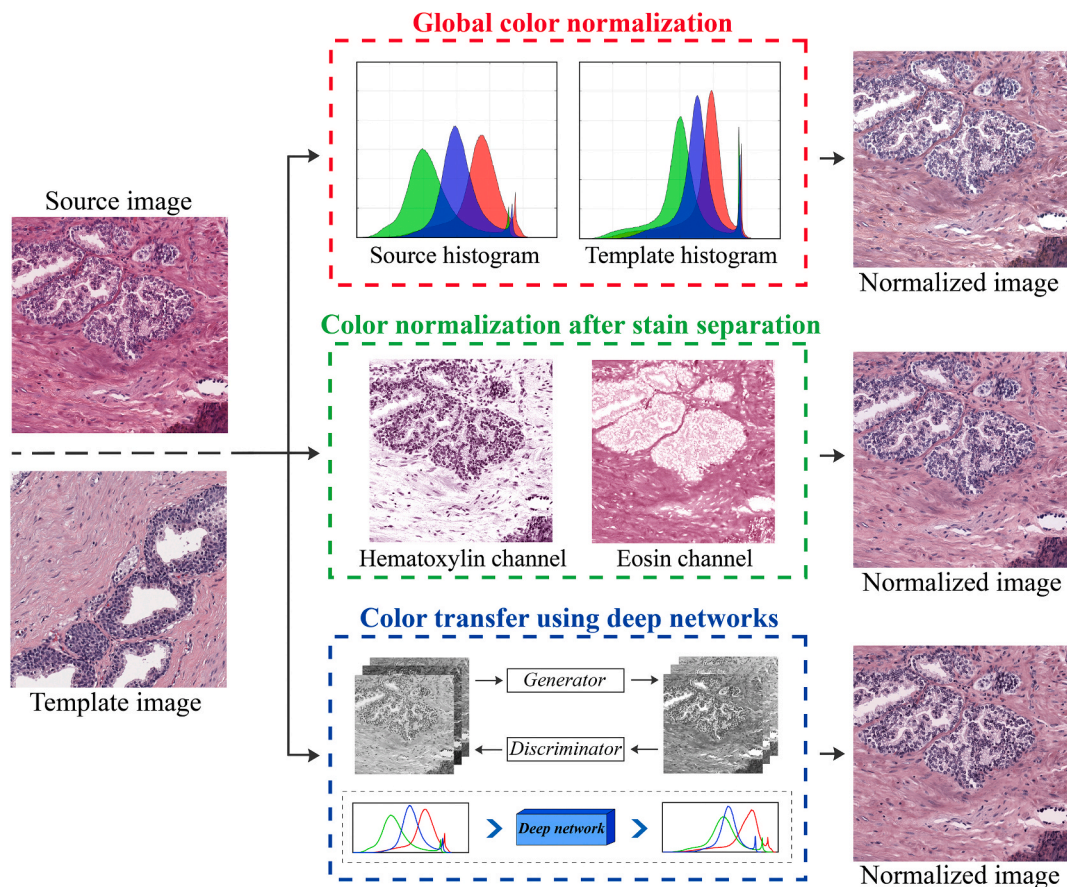 Global color normalization
Source histogram
Template histogram
Normalized image
Source image
Color normalization after stain separation
Hematoxylin channel
Eosin channel
Normalized image
Template image
Color transfer using deep networks
Generator
Discriminator
Deep network
Normalized image